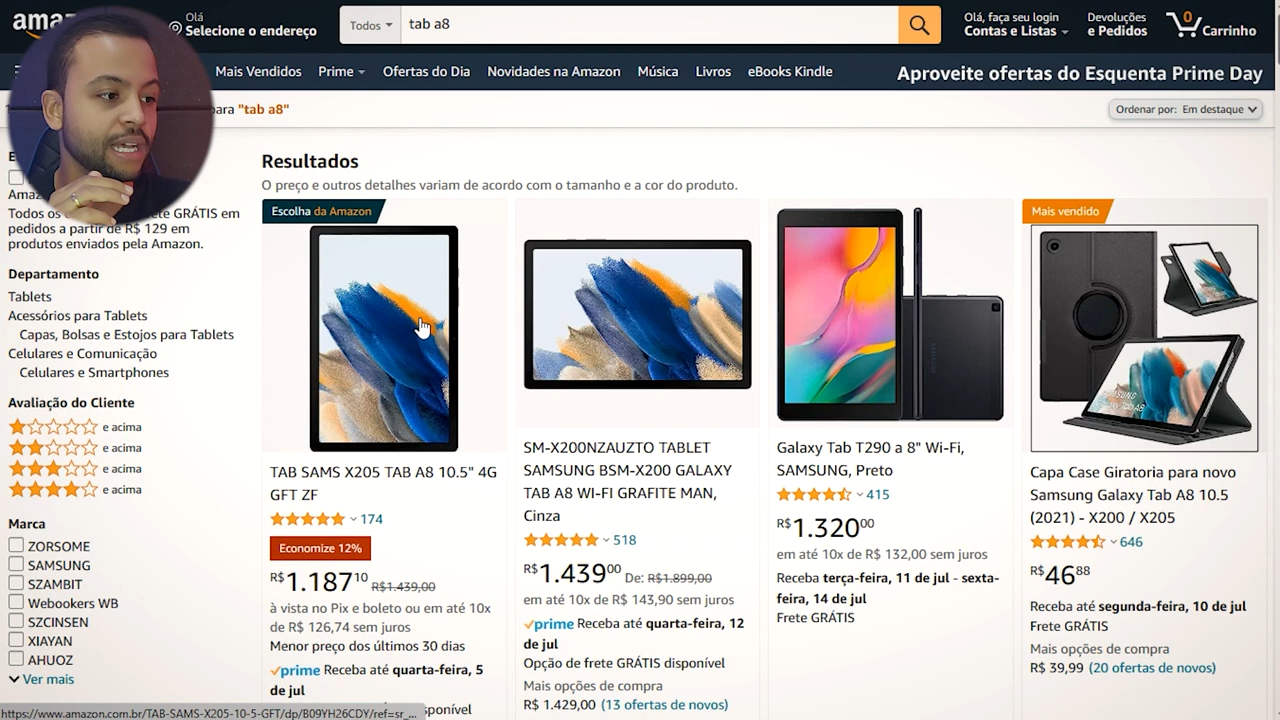 ama
Olá
Selecione o endereço
Todos
tab a8
Olá, faça seu login
Contas e Listas
Devoluções
e Pedidos
0
Carrinho
Mais Vendidos
Prime
Ofertas do Dia
Novidades na Amazon
Música
Livros
eBooks Kindle
Aproveite ofertas do Esquenta Prime Day
para "tab a8"
Ordenar por: Em destaque
Todos os
GRÁTIS em
pedidos a partir de R$ 129 em
produtos enviados pela Amazon.
Departamento
Tablets
Acessórios para Tablets
Capas, Bolsas e Estojos para Tablets
Celulares e Comunicação
Celulares e Smartphones
Avaliação do Cliente
e acima
e acima
e acima
e acima
Marca
ZORSOME
SAMSUNG
SZAMBIT
Webookers WB
SZCINSEN
XIAYAN
AHUOZ
Ver mais
Resultados
O preço e outros detalhes variam de acordo com o tamanho e a cor do produto.
Escolha da Amazon
TAB SAMS X205 TAB A8 10.5" 4G
GFT ZF
174
Economize 12%
R$1.18710 R$1.439,00
à vista no Pix e boleto ou em até 10x
de R$ 126,74 sem juros
Menor preço dos últimos 30 dias
prime Receba até quarta-feira, 5
de jul
SM-X200NZAUZTO TABLET
SAMSUNG BSM-X200 GALAXY
TAB A8 WI-FI GRAFITE MAN,
Cinza
518
R$1.43900 De: R$1.899,00
em até 10x de R$ 143,90 sem juros
prime Receba até quarta-feira, 12
de jul
Opção de frete GRÁTIS disponível
Mais opções de compra
R$ 1.429,00 (13 ofertas de novos)
SAMSUNG
Galaxy Tab T290 a 8" Wi-Fi,
SAMSUNG, Preto
415
R$1.32000
em até 10x de R$ 132,00 sem juros
Receba terça-feira, 11 de jul - sexta-
feira, 14 de jul
Frete GRÁTIS
Mais vendido
SAMSUNG
Galaxy Tab A8
Capa Case Giratoria para novo
Samsung Galaxy Tab A8 10.5
(2021) - X200 / X205
646
R$4688
Receba até segunda-feira, 10 de jul
Frete GRÁTIS
Mais opções de compra
R$ 39,99 (20 ofertas de novos)
https://www.amazon.com.br/TAB-SAMS-X205-10-5-GFT/dp/B09YH26CDY/ref=sr_...
ponível